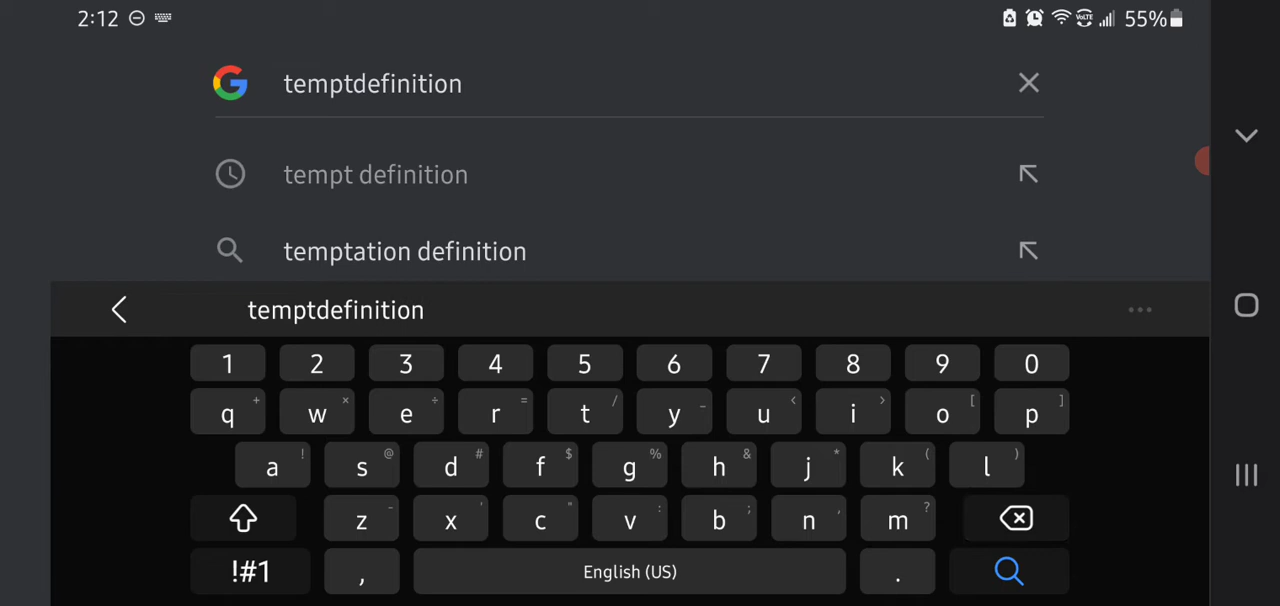 2:12 VoLTE 55%
temptdefinition
tempt definition
temptation definition
temptdefinition
1 2 3 4 5 6 7 8 9 0
q + w × e ÷ r = t / y _ u < i > o [ p ]
a ! s @ d # f $ g % h & j * k ( l )
z - x ' c " v : b ; n , m ?
!#1 , English (US) .